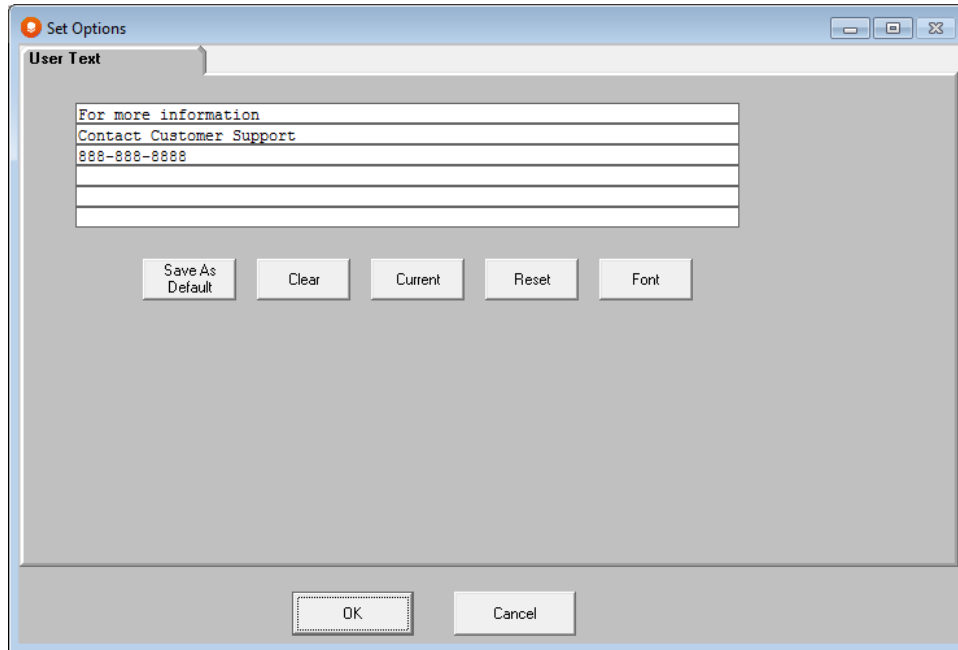 Set Options
User Text
For more information
Contact Customer Support
888-888-8888
Save As
Default
Clear
Current
Reset
Font
OK
Cancel